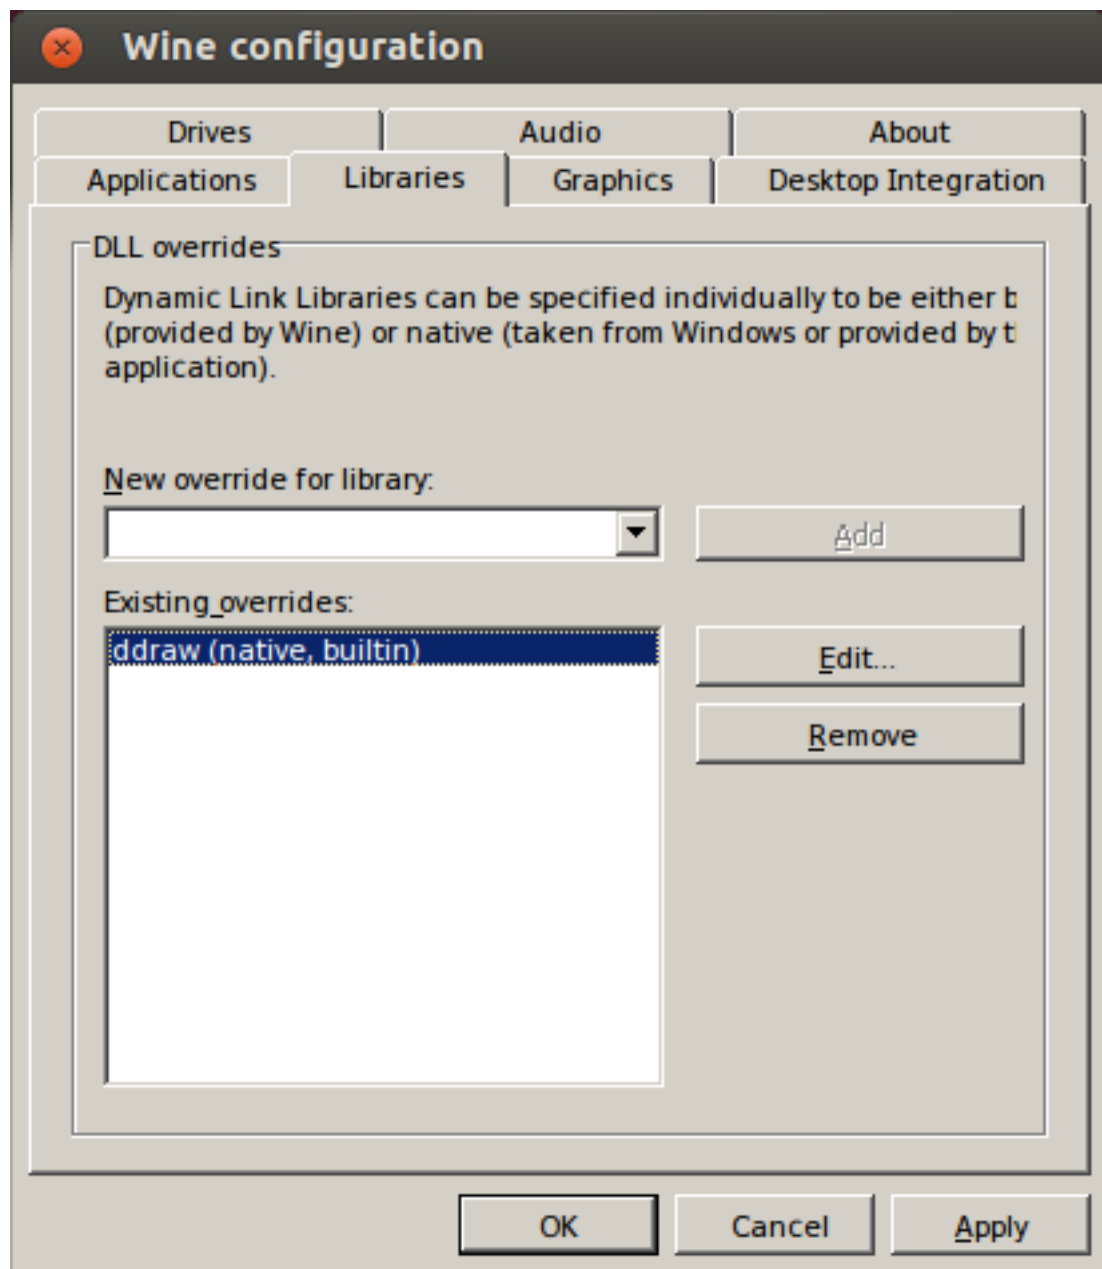 Wine configuration
Drives Audio About
Applications Libraries Graphics Desktop Integration
DLL overrides
Dynamic Link Libraries can be specified individually to be either b
(provided by Wine) or native (taken from Windows or provided by t
application).
New override for library:
Add
Existing overrides:
ddraw (native, builtin)
Edit...
Remove
OK Cancel Apply